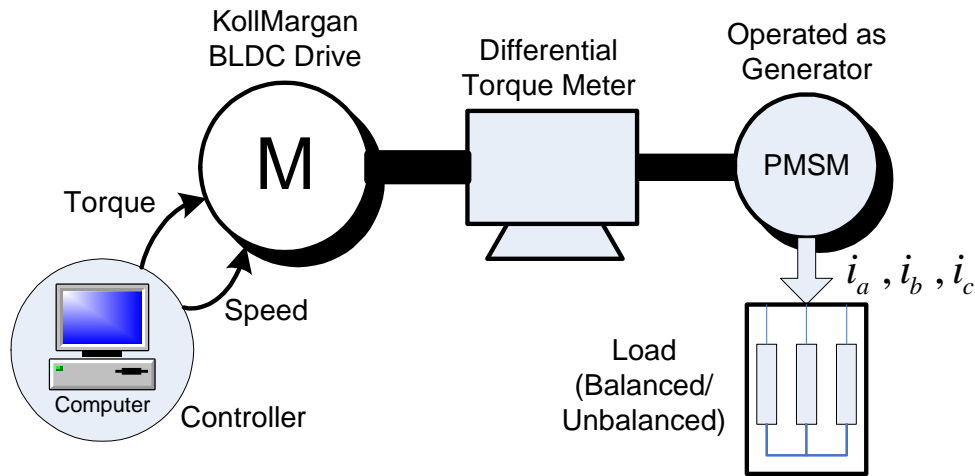 KollMargan
BLDC Drive
Differential
Torque Meter
Operated as
Generator
M
PMSM
Torque
Speed
i_a , i_b , i_c
Load
(Balanced/
Unbalanced)
Computer
Controller